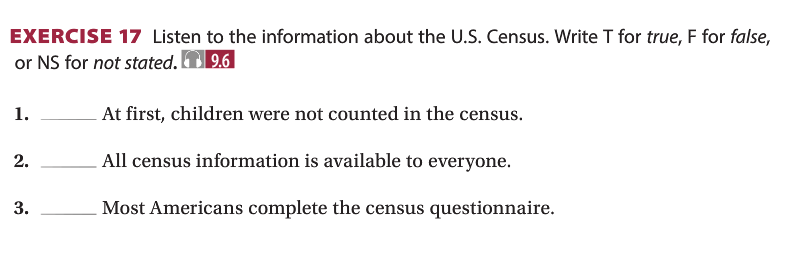 EXERCISE 17 Listen to the information about the U.S. Census. Write T for true, F for false,
or NS for not stated. 9.6
1. ______ At first, children were not counted in the census.
2. ______ All census information is available to everyone.
3. ______ Most Americans complete the census questionnaire.